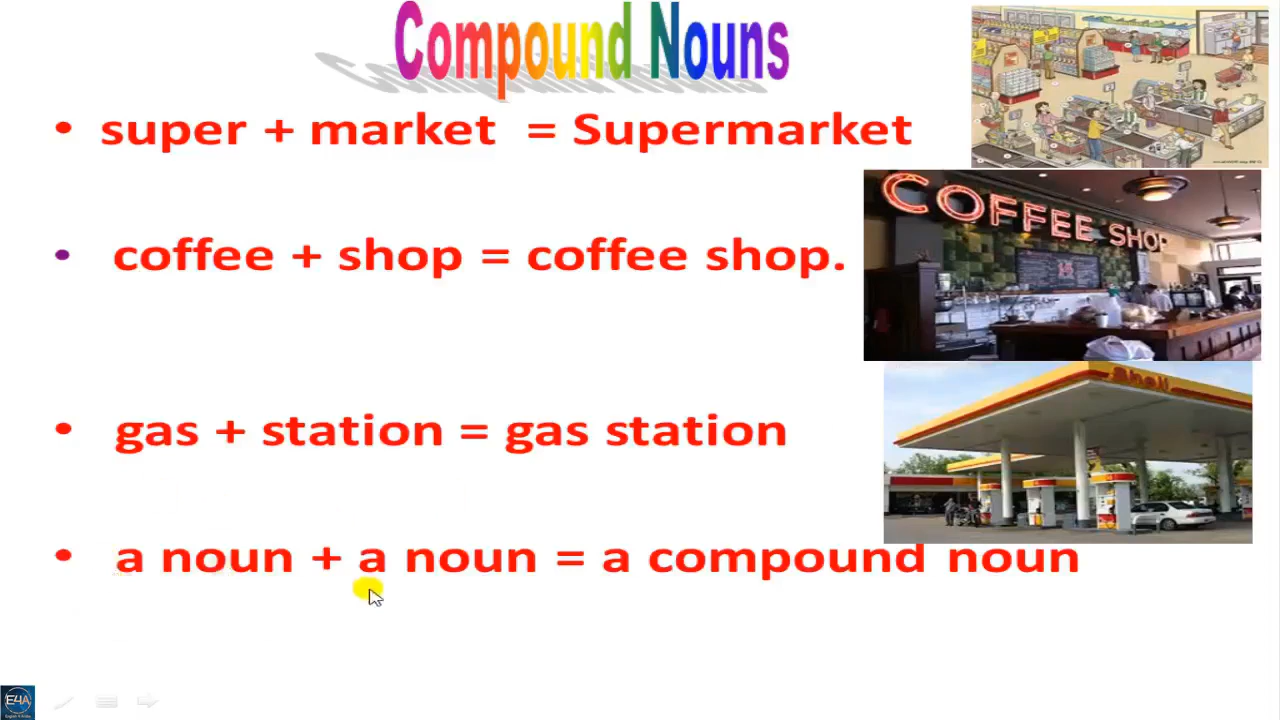 Compound Nouns
• super + market = Supermarket
• coffee + shop = coffee shop.
COFFEE SHOP
• gas + station = gas station
Shell
• a noun + a noun = a compound noun
E4A